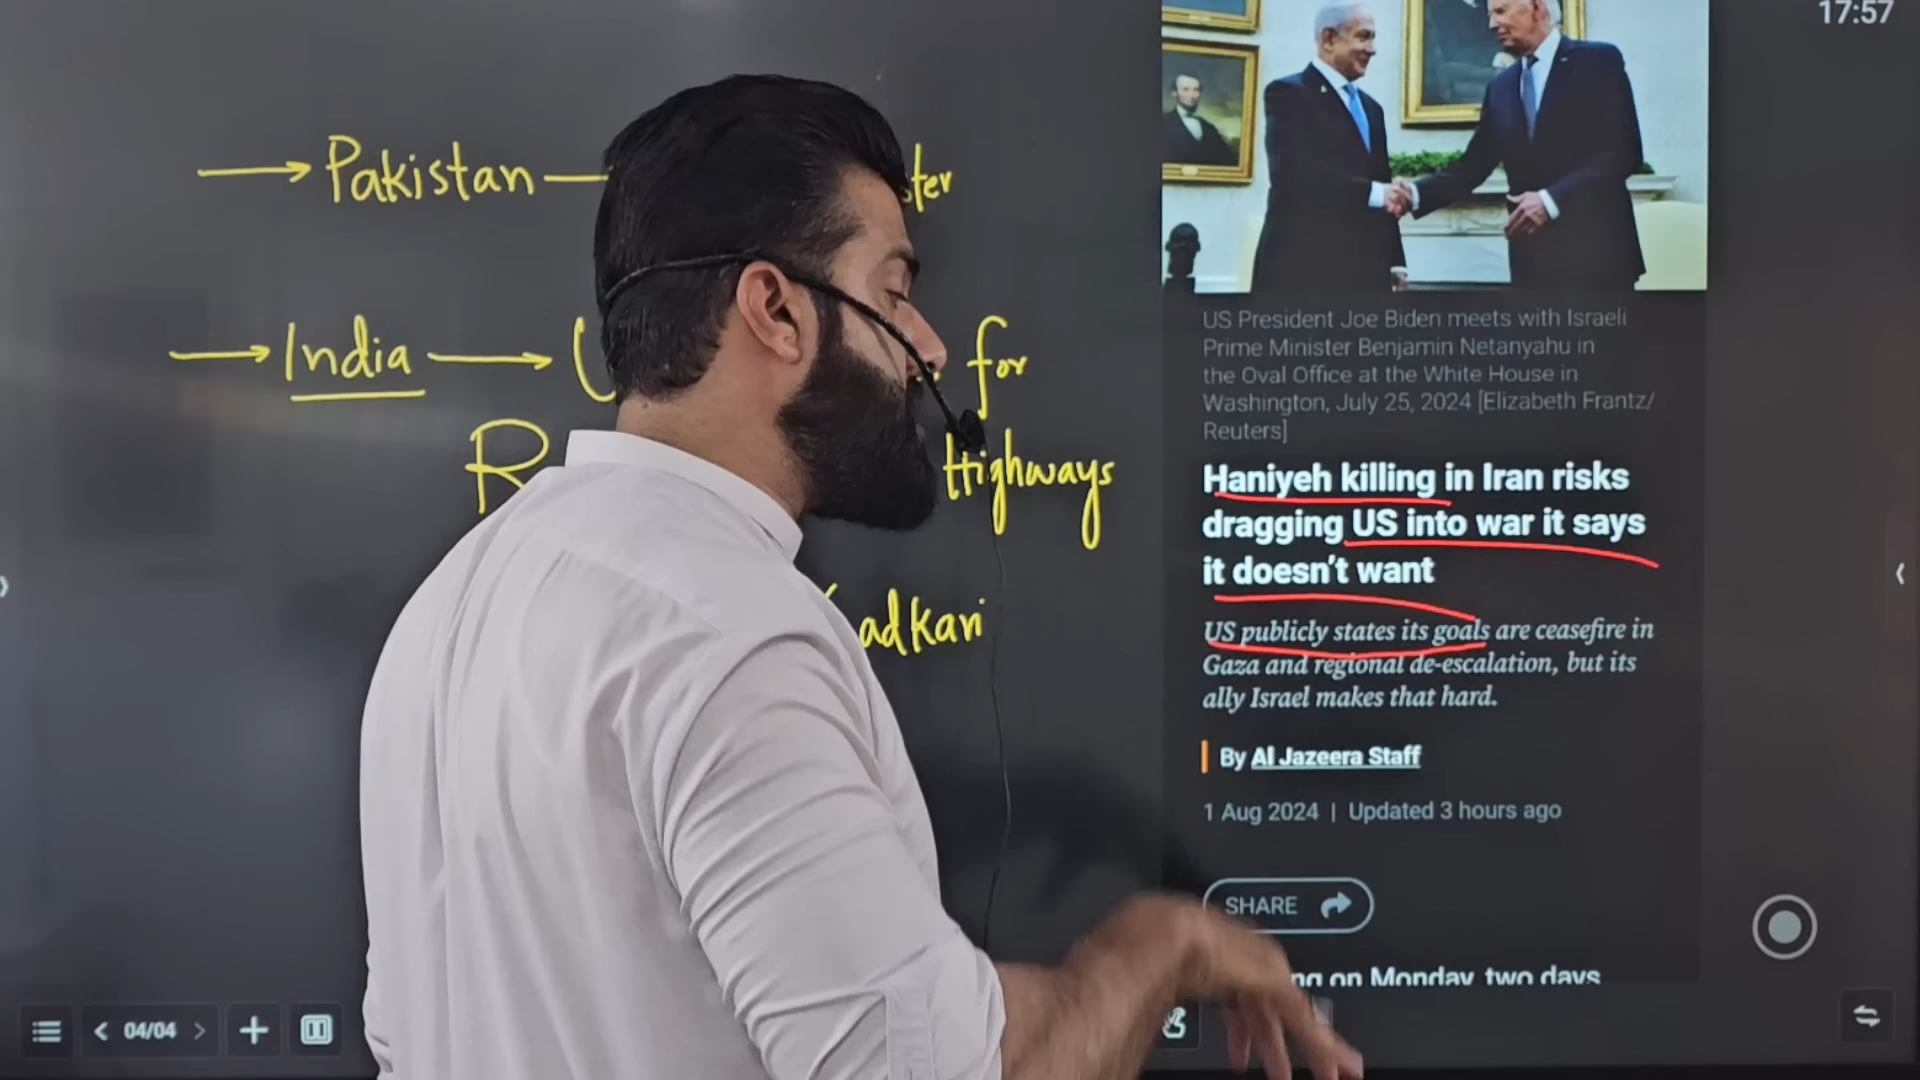 17:57
Pakistan
ter
India
for
Highways
adkari
US President Joe Biden meets with Israeli
Prime Minister Benjamin Netanyahu in
the Oval Office at the White House in
Washington, July 25, 2024 [Elizabeth Frantz/
Reuters]
Haniyeh killing in Iran risks
dragging US into war it says
it doesn't want
US publicly states its goals are ceasefire in
Gaza and regional de-escalation, but its
ally Israel makes that hard.
By Al Jazeera Staff
1 Aug 2024 | Updated 3 hours ago
SHARE
ng on Monday, two days
04/04